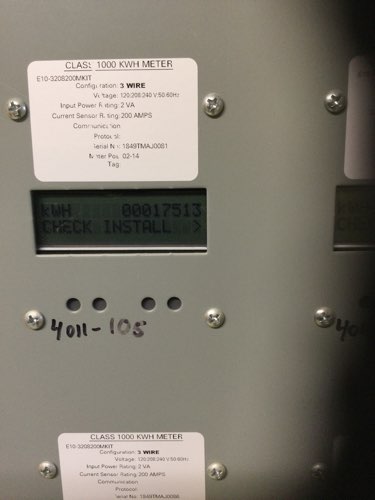 CLASS 1000 KWH METER
E10-3208200MKIT
Configuration: 3 WIRE
Voltage: 120;208;240 V:50:60Hz
Input Power Rating: 2 VA
Current Sensor Rating: 200 AMPS
Communication
Protocol:
Serial No: 1849TMAJ0081
Meter Pos: 02-14
Tag:
kWH 00017513
CHECK INSTALL >
4011-105
CLASS 1000 KWH METER
E10-3208200MKIT
Configuration: 3 WIRE
Voltage: 120;208;240 V:50:60Hz
Input Power Rating: 2 VA
Current Sensor Rating: 200 AMPS
Communication
Protocol